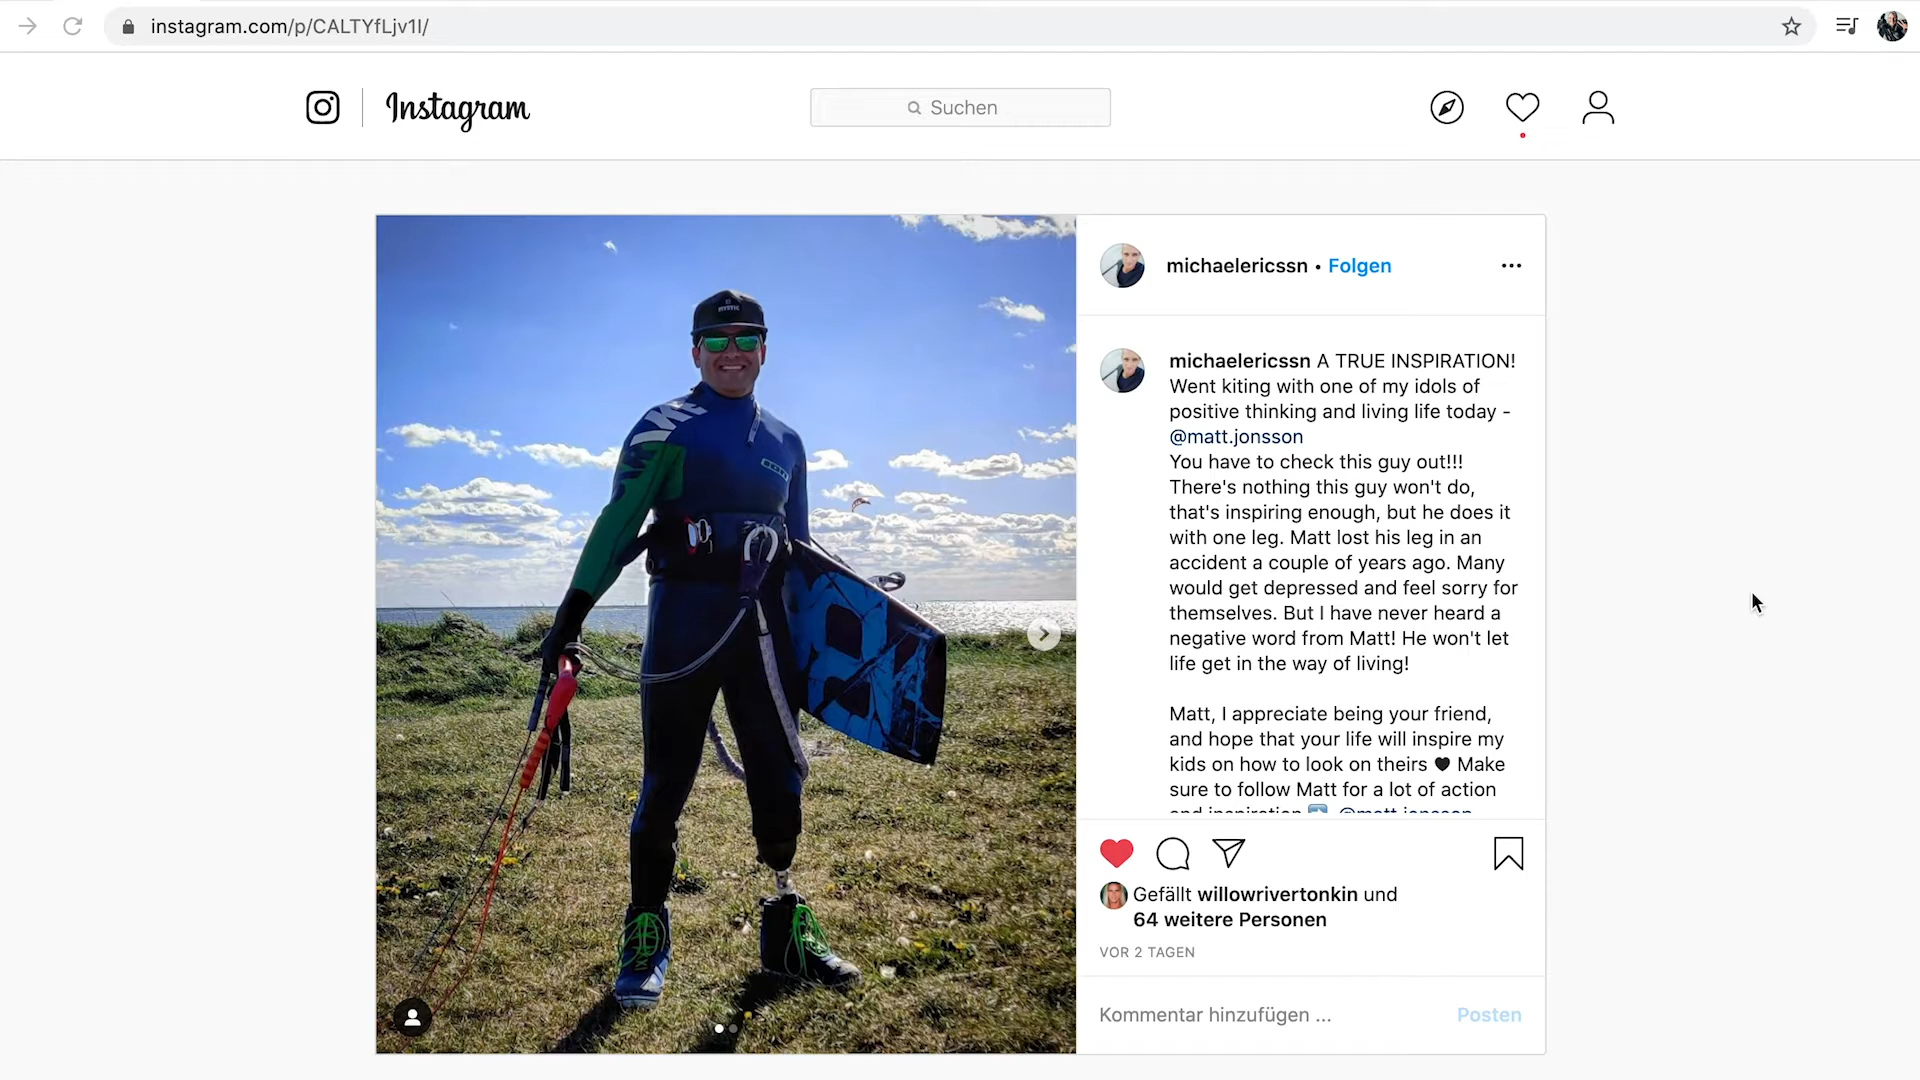 instagram.com/p/CALTYfLjv1I/
Instagram
Suchen
MYSTIC
michaelericssn • Folgen
michaelericssn A TRUE INSPIRATION!
Went kiting with one of my idols of
positive thinking and living life today -
@matt.jonsson
You have to check this guy out!!!
There's nothing this guy won't do,
that's inspiring enough, but he does it
with one leg. Matt lost his leg in an
accident a couple of years ago. Many
would get depressed and feel sorry for
themselves. But I have never heard a
negative word from Matt! He won't let
life get in the way of living!
Matt, I appreciate being your friend,
and hope that your life will inspire my
kids on how to look on theirs 🖤 Make
sure to follow Matt for a lot of action
and inspiration ➡️ @matt.jonsson
Gefällt willowrivertonkin und
64 weitere Personen
VOR 2 TAGEN
Kommentar hinzufügen ...
Posten